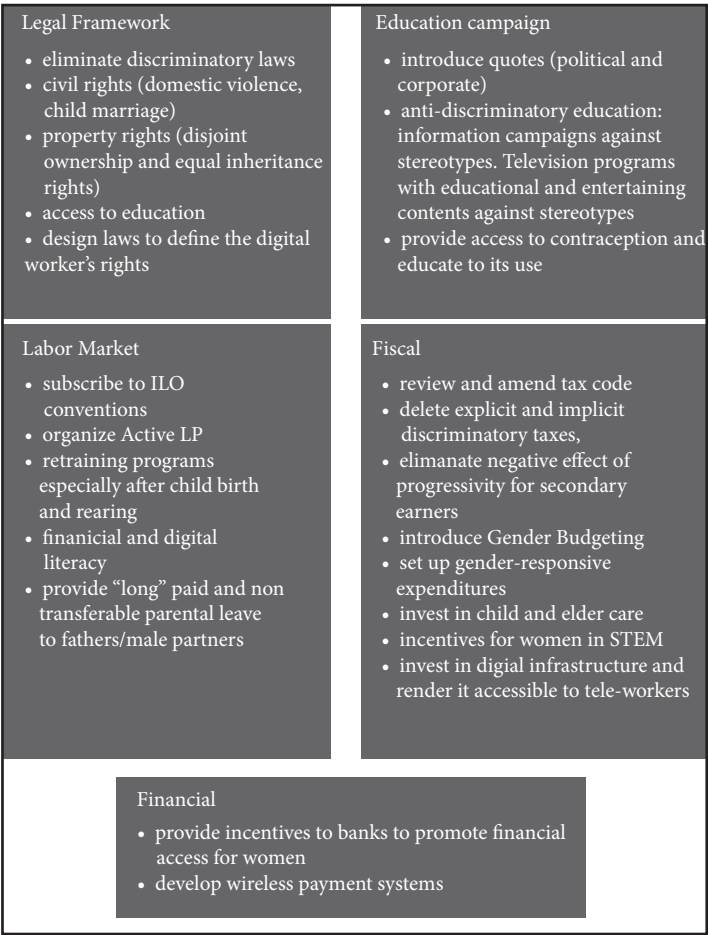 Legal Framework
• eliminate discriminatory laws
• civil rights (domestic violence,
child marriage)
• property rights (disjoint
ownership and equal inheritance
rights)
• access to education
• design laws to define the digital
worker's rights
Education campaign
• introduce quotes (political and
corporate)
• anti-discriminatory education:
information campaigns against
stereotypes. Television programs
with educational and entertaining
contents against stereotypes
• provide access to contraception and
educate to its use
Labor Market
• subscribe to ILO
conventions
• organize Active LP
• retraining programs
especially after child birth
and rearing
• finanicial and digital
literacy
• provide “long” paid and non
transferable parental leave
to fathers/male partners
Fiscal
• review and amend tax code
• delete explicit and implicit
discriminatory taxes,
• elimanate negative effect of
progressivity for secondary
earners
• introduce Gender Budgeting
• set up gender-responsive
expenditures
• invest in child and elder care
• incentives for women in STEM
• invest in digial infrastructure and
render it accessible to tele-workers
Financial
• provide incentives to banks to promote financial
access for women
• develop wireless payment systems